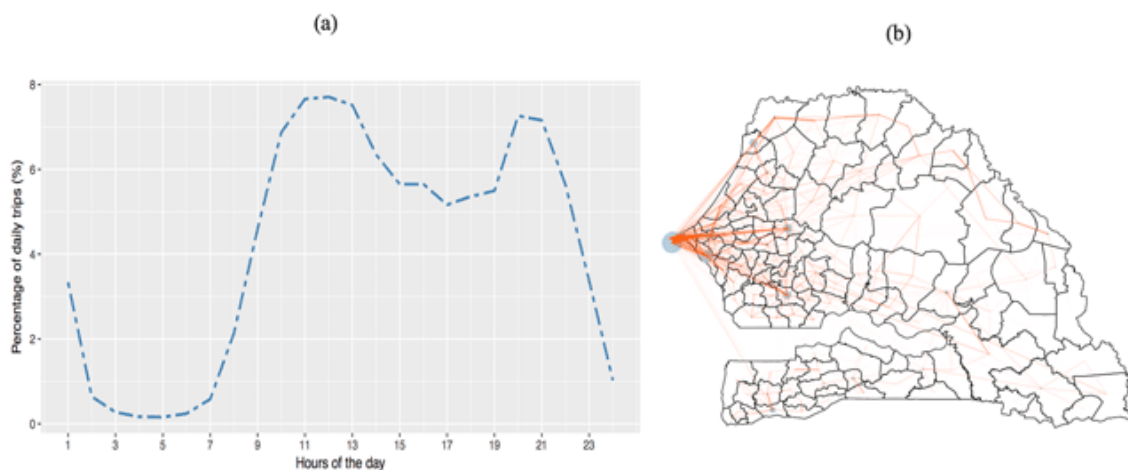 (a)
(b)
Percentage of daily trips (%)
8
6
4
2
0
1 3 5 7 9 11 13 15 17 19 21 23
Hours of the day